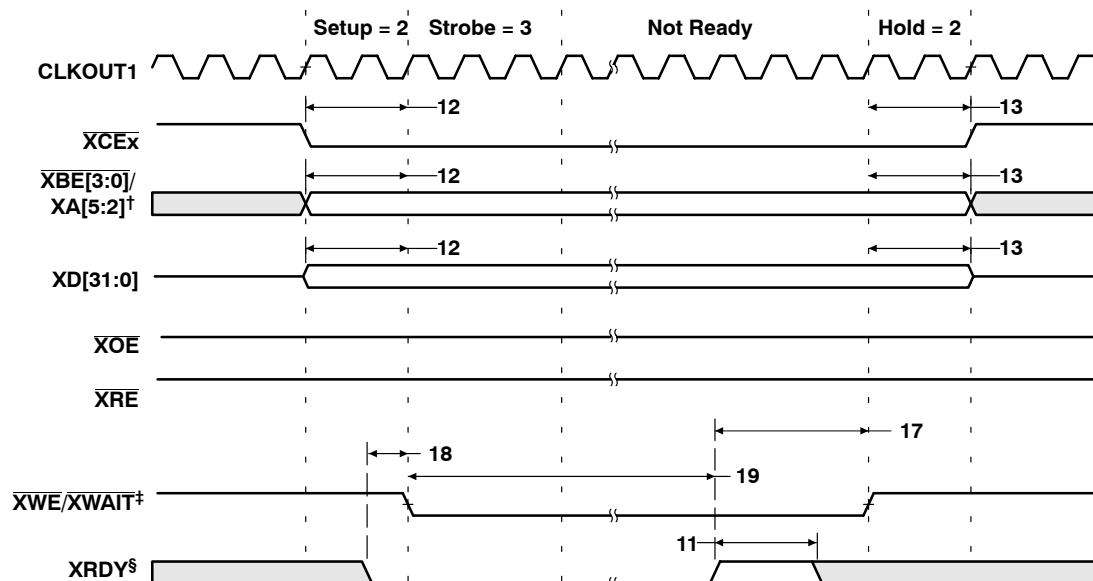 Setup = 2 Strobe = 3 Not Ready Hold = 2
CLKOUT1
12 13
XCEx
XBE[3:0]/
XA[5:2]†
12 13
XD[31:0]
12 13
XOE
XRE
17
18
19
XWE/XWAIT‡
11
XRDY§